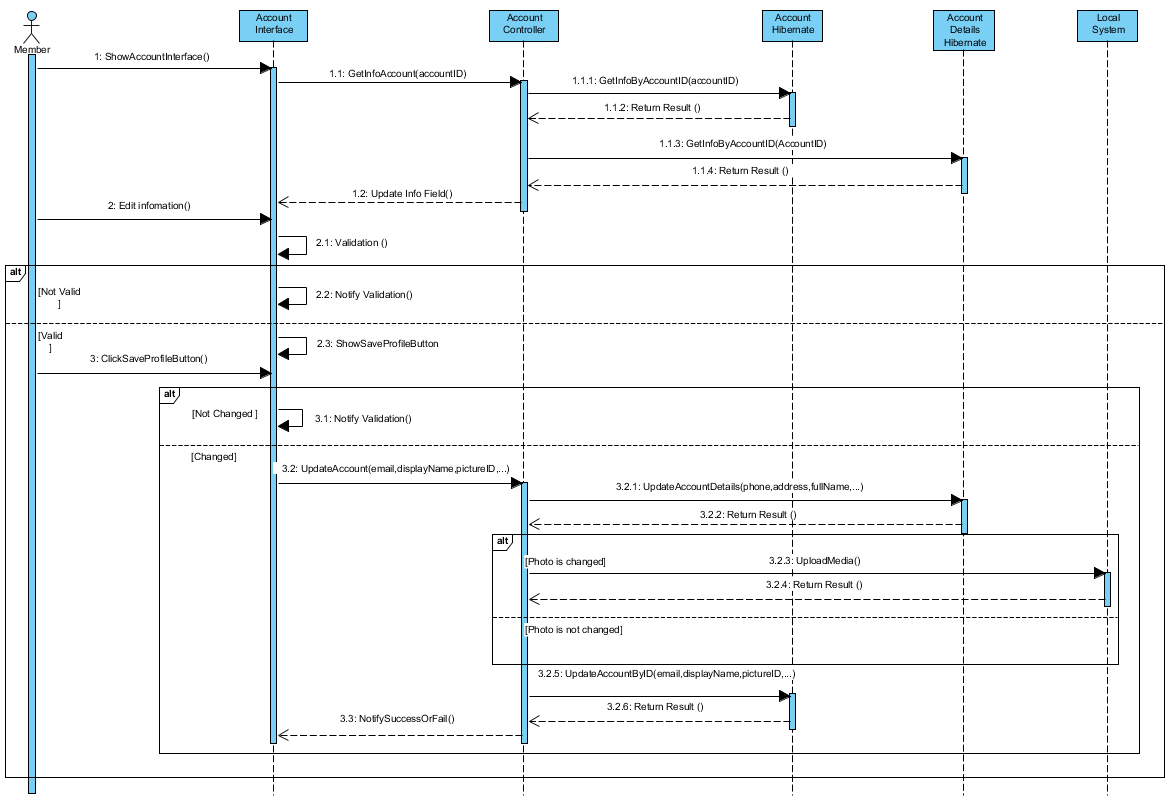 Member
Account
Interface
Account
Controller
Account
Hibernate
Account
Details
Hibernate
Local
System
1: ShowAccountInterface()
1.1: GetInfoAccount(accountID)
1.1.1: GetInfoByAccountID(accountID)
1.1.2: Return Result ()
1.1.3: GetInfoByAccountID(AccountID)
1.1.4: Return Result ()
1.2: Update Info Field()
2: Edit infomation()
2.1: Validation ()
alt
[Not Valid
]
2.2: Notify Validation()
[Valid
]
2.3: ShowSaveProfileButton
3: ClickSaveProfileButton()
alt
[Not Changed ]
3.1: Notify Validation()
[Changed]
3.2: UpdateAccount(email,displayName,pictureID,...)
3.2.1: UpdateAccountDetails(phone,address,fullName,...)
3.2.2: Return Result ()
alt
[Photo is changed]
3.2.3: UploadMedia()
3.2.4: Return Result ()
[Photo is not changed]
3.2.5: UpdateAccountByID(email,displayName,pictureID,...)
3.2.6: Return Result ()
3.3: NotifySuccessOrFail()